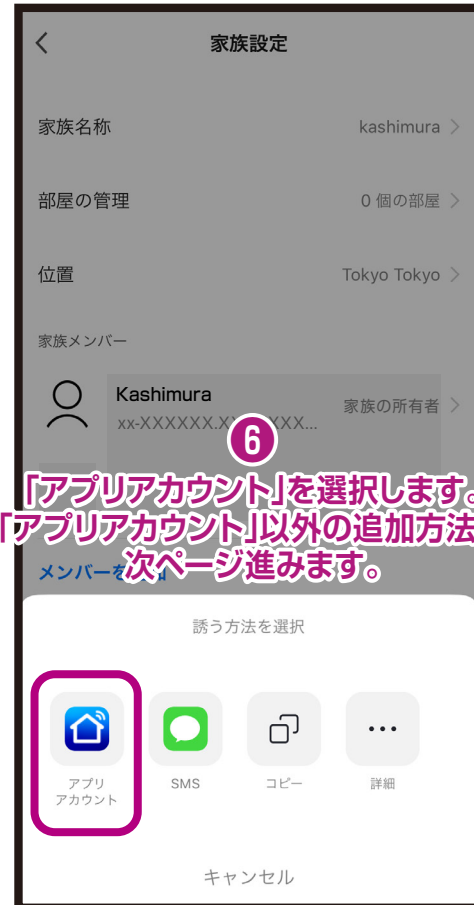 家族設定
家族名称 kashimura
部屋の管理 0 個の部屋
位置 Tokyo Tokyo
家族メンバー
Kashimura 家族の所有者
xx-XXXXXX.XX
XXX...
6
「アプリアカウント」を選択します。
「アプリアカウント」以外の追加方法
次ページ進みます。
メンバーを
誘う方法を選択
アプリ
アカウント
SMS
コピー
詳細
キャンセル